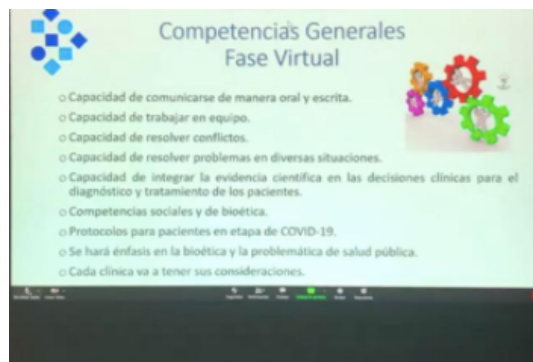 Competencias Generales
Fase Virtual
Capacidad de comunicarse de manera oral y escrita.
Capacidad de trabajar en equipo.
Capacidad de resolver conflictos.
Capacidad de resolver problemas en diversas situaciones.
Capacidad de integrar la evidencia científica en las decisiones clínicas para el
diagnóstico y tratamiento de los pacientes.
Competencias sociales y de bioética.
Protocolos para pacientes en etapa de COVID-19.
Se hará énfasis en la bioética y la problemática de salud pública.
Cada clínica va a tener sus consideraciones.